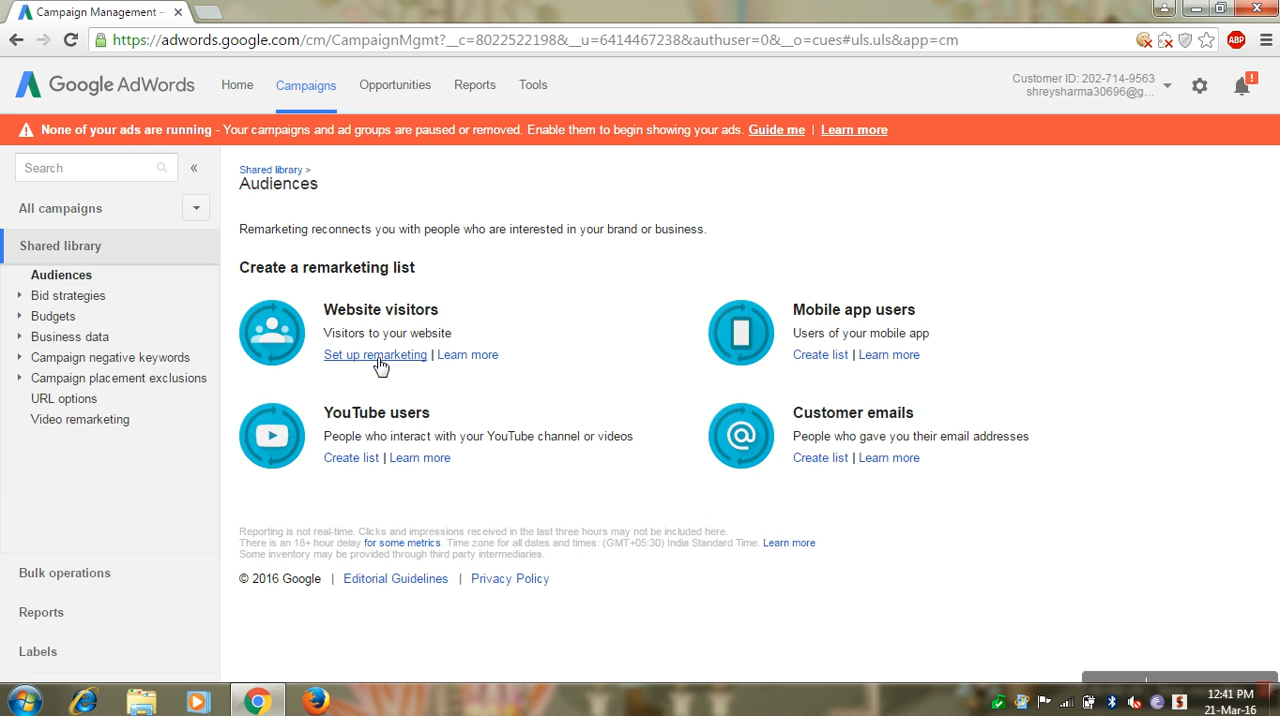 Campaign Management –
https://adwords.google.com/cm/CampaignMgmt?__c=8022522198&__u=6414467238&authuser=0&__o=cues#uls.uls&app=cm
ABP
Google AdWords
Home
Campaigns
Opportunities
Reports
Tools
Customer ID: 202-714-9563
shreysharma30696@g...
!
None of your ads are running - Your campaigns and ad groups are paused or removed. Enable them to begin showing your ads. Guide me | Learn more
Search
«
All campaigns
Shared library
Audiences
Bid strategies
Budgets
Business data
Campaign negative keywords
Campaign placement exclusions
URL options
Video remarketing
Bulk operations
Reports
Labels
Shared library >
Audiences
Remarketing reconnects you with people who are interested in your brand or business.
Create a remarketing list
Website visitors
Visitors to your website
Set up remarketing | Learn more
Mobile app users
Users of your mobile app
Create list | Learn more
YouTube users
People who interact with your YouTube channel or videos
Create list | Learn more
@
Customer emails
People who gave you their email addresses
Create list | Learn more
Reporting is not real-time. Clicks and impressions received in the last three hours may not be included here.
There is an 18+ hour delay for some metrics. Time zone for all dates and times: (GMT+05:30) India Standard Time. Learn more
Some inventory may be provided through third party intermediaries.
© 2016 Google | Editorial Guidelines | Privacy Policy
12:41 PM
21-Mar-16